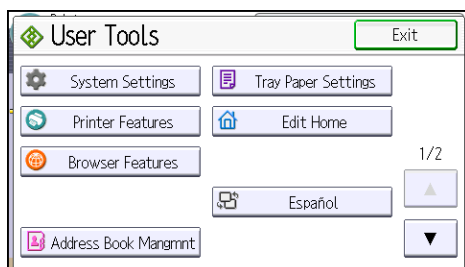 User Tools
Exit
System Settings
Tray Paper Settings
Printer Features
Edit Home
Browser Features
1/2
Español
Address Book Mangmnt